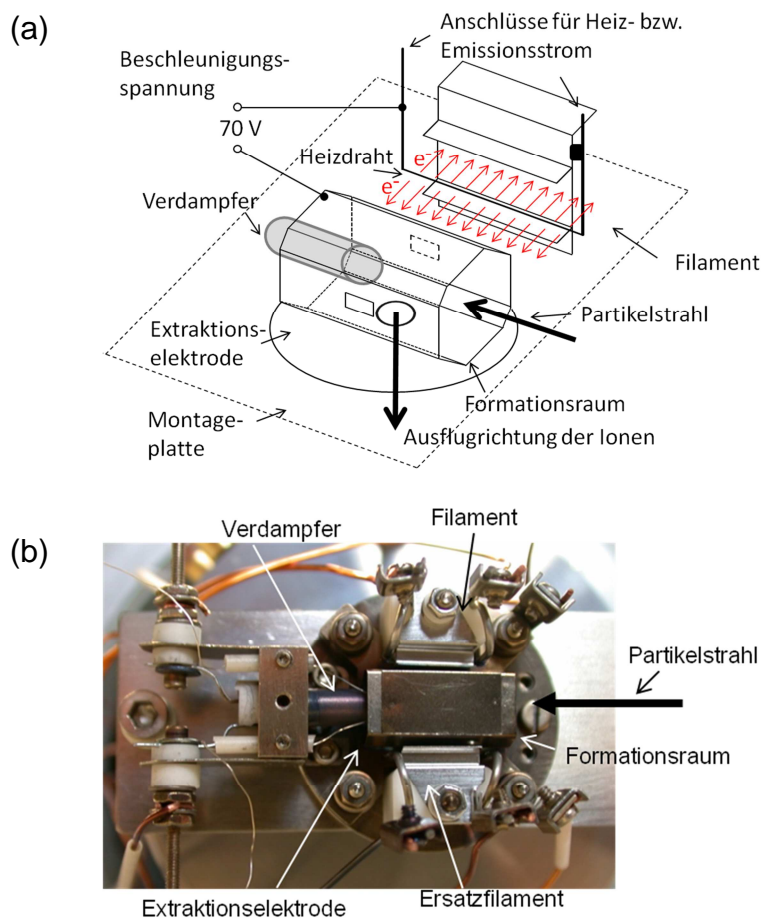 (a)
Anschlüsse für Heiz- bzw.
Emissionsstrom
Beschleunigungs-
spannung
70 V
Heizdraht
e-
e-
Verdampfer
Filament
Partikelstrahl
Extraktions-
elektrode
Formationsraum
Montage-
platte
Ausflugrichtung der Ionen
(b)
Verdampfer
Filament
Partikelstrahl
Formationsraum
Extraktionselektrode
Ersatzfilament